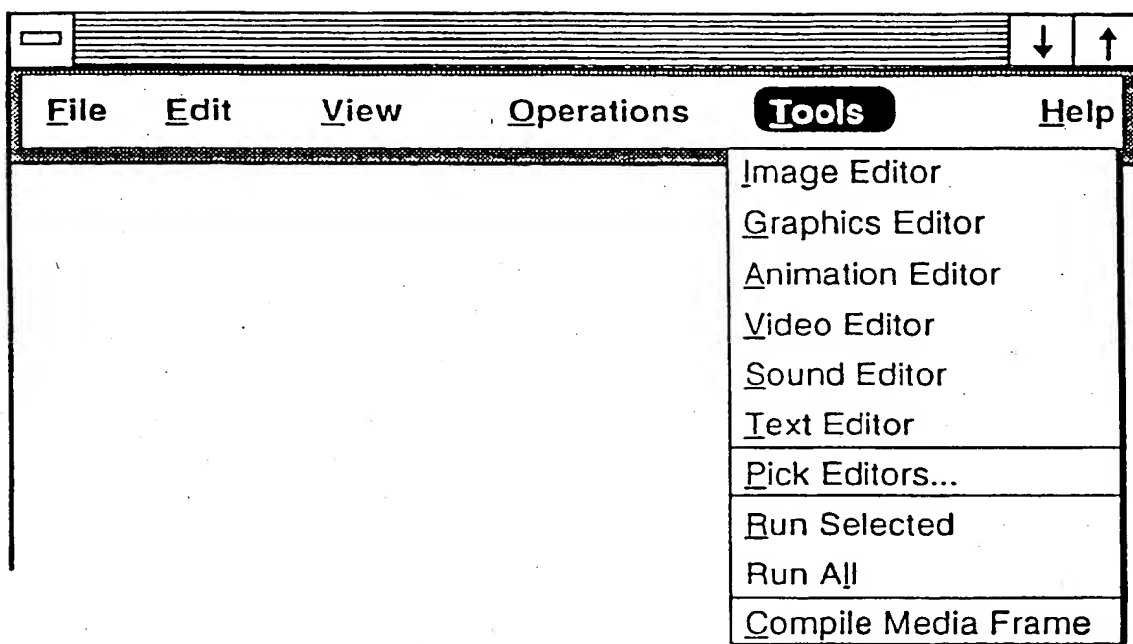 File Edit View Operations Tools Help
Image Editor
Graphics Editor
Animation Editor
Video Editor
Sound Editor
Text Editor
Pick Editors...
Run Selected
Run All
Compile Media Frame